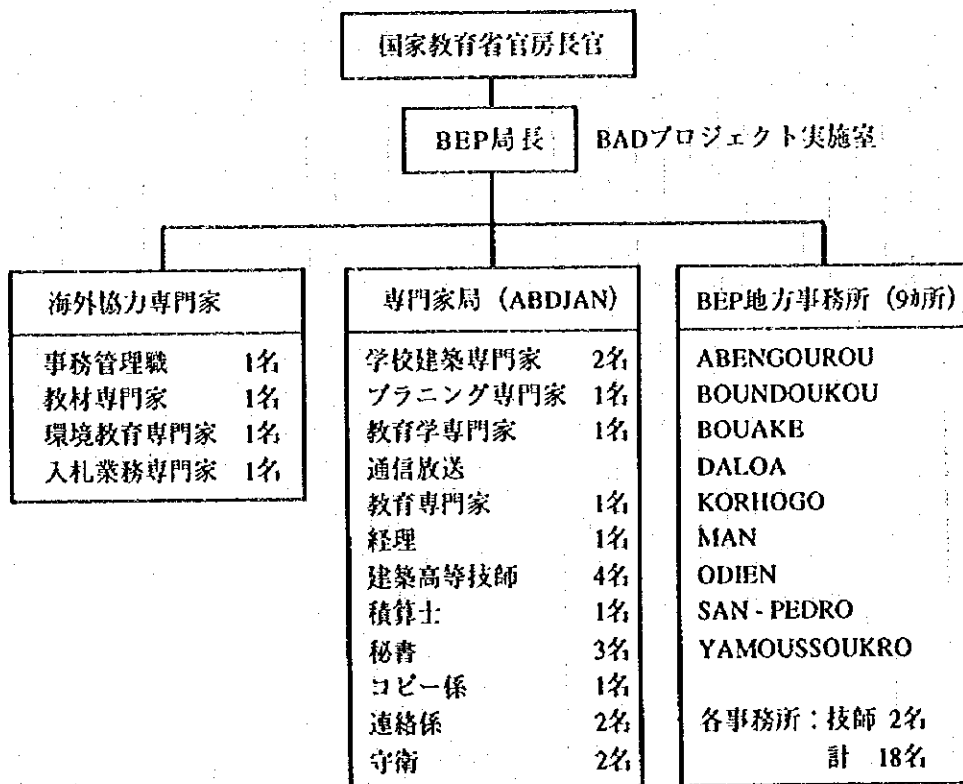 国家教育省官房長官
BEP局長
BADプロジェクト実施室
海外協力専門家
事務管理職 1名
教材専門家 1名
環境教育専門家 1名
入札業務専門家 1名
専門家局 (ABDJAN)
学校建築専門家 2名
プラニング専門家 1名
教育学専門家 1名
通信放送
教育専門家 1名
経理 1名
建築高等技師 4名
積算士 1名
秘書 3名
コピー係 1名
連絡係 2名
守衛 2名
BEP地方事務所 (9カ所)
ABENGOUROU
BOUNDOUKOU
BOUAKE
DALOA
KORHOGO
MAN
ODIEN
SAN - PEDRO
YAMOUSSOUKRO
各事務所：技師 2名
計 18名